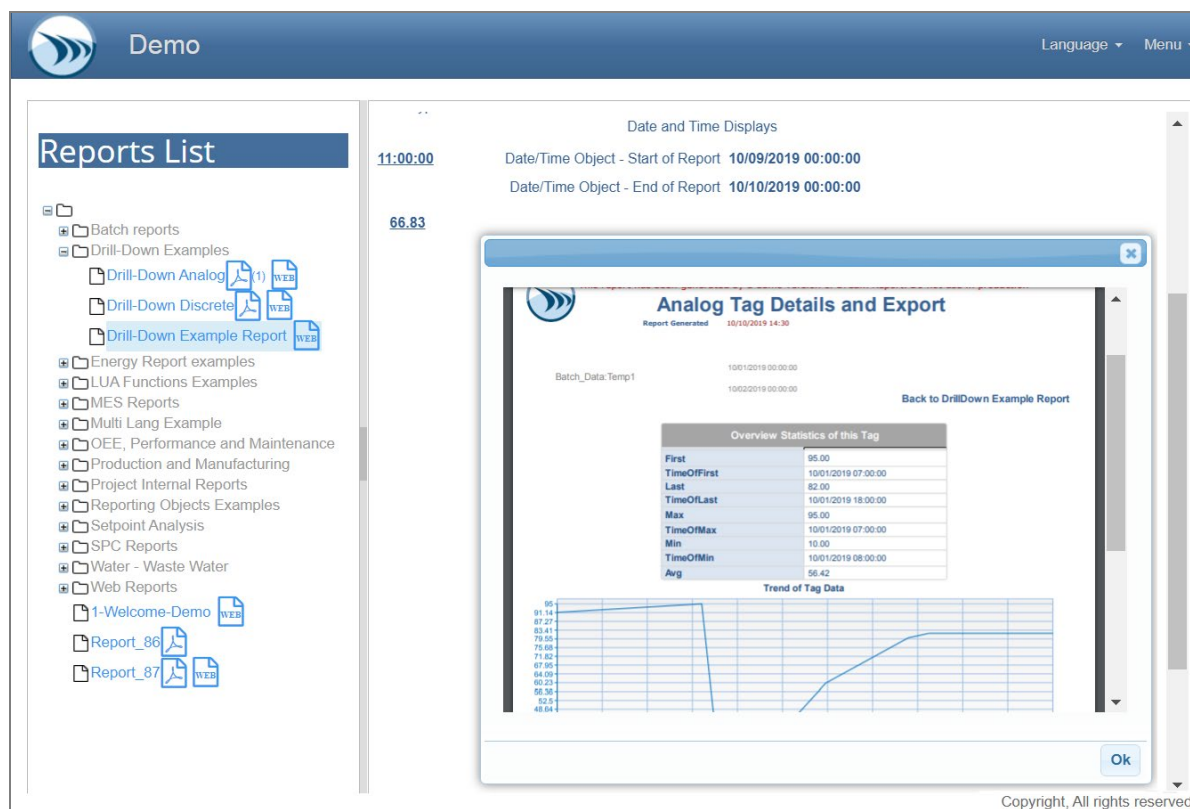 Demo
Language
Menu
Reports List
Batch reports
Drill-Down Examples
Drill-Down Analog (1) WEB
Drill-Down Discrete WEB
Drill-Down Example Report WEB
Energy Report examples
LUA Functions Examples
MES Reports
Multi Lang Example
OEE, Performance and Maintenance
Production and Manufacturing
Project Internal Reports
Reporting Objects Examples
Setpoint Analysis
SPC Reports
Water - Waste Water
Web Reports
1-Welcome-Demo WEB
Report_86
Report_87 WEB
Date and Time Displays
11:00:00
Date/Time Object - Start of Report 10/09/2019 00:00:00
Date/Time Object - End of Report 10/10/2019 00:00:00
66.83
Analog Tag Details and Export
Report Generated 10/10/2019 14:30
10/01/2019 00:00:00
Batch_Data:Temp1
10/02/2019 00:00:00
Back to DrillDown Example Report
Overview Statistics of this Tag
First 95.00
TimeOfFirst 10/01/2019 07:00:00
Last 82.00
TimeOfLast 10/01/2019 18:00:00
Max 95.00
TimeOfMax 10/01/2019 07:00:00
Min 10.00
TimeOfMin 10/01/2019 08:00:00
Avg 56.42
Trend of Tag Data
95
91.14
87.27
83.41
79.55
75.68
71.82
67.95
64.09
60.23
56.36
52.5
48.64
Ok
Copyright, All rights reserved